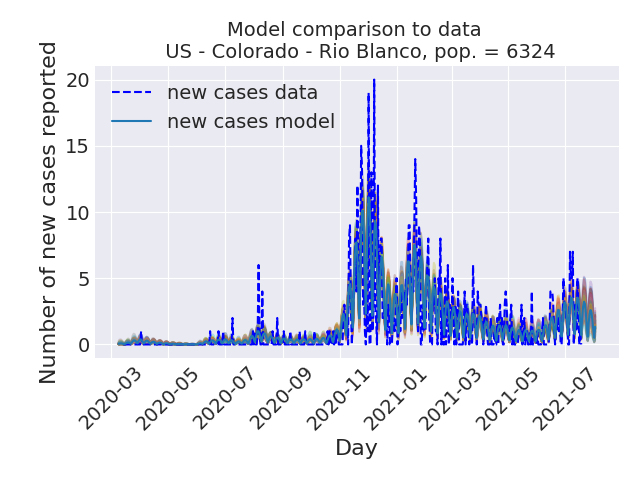 Model comparison to data
US - Colorado - Rio Blanco, pop. = 6324
Number of new cases reported
20
15
10
5
0
new cases data
new cases model
2020-03
2020-05
2020-07
2020-09
2020-11
2021-01
2021-03
2021-05
2021-07
Day